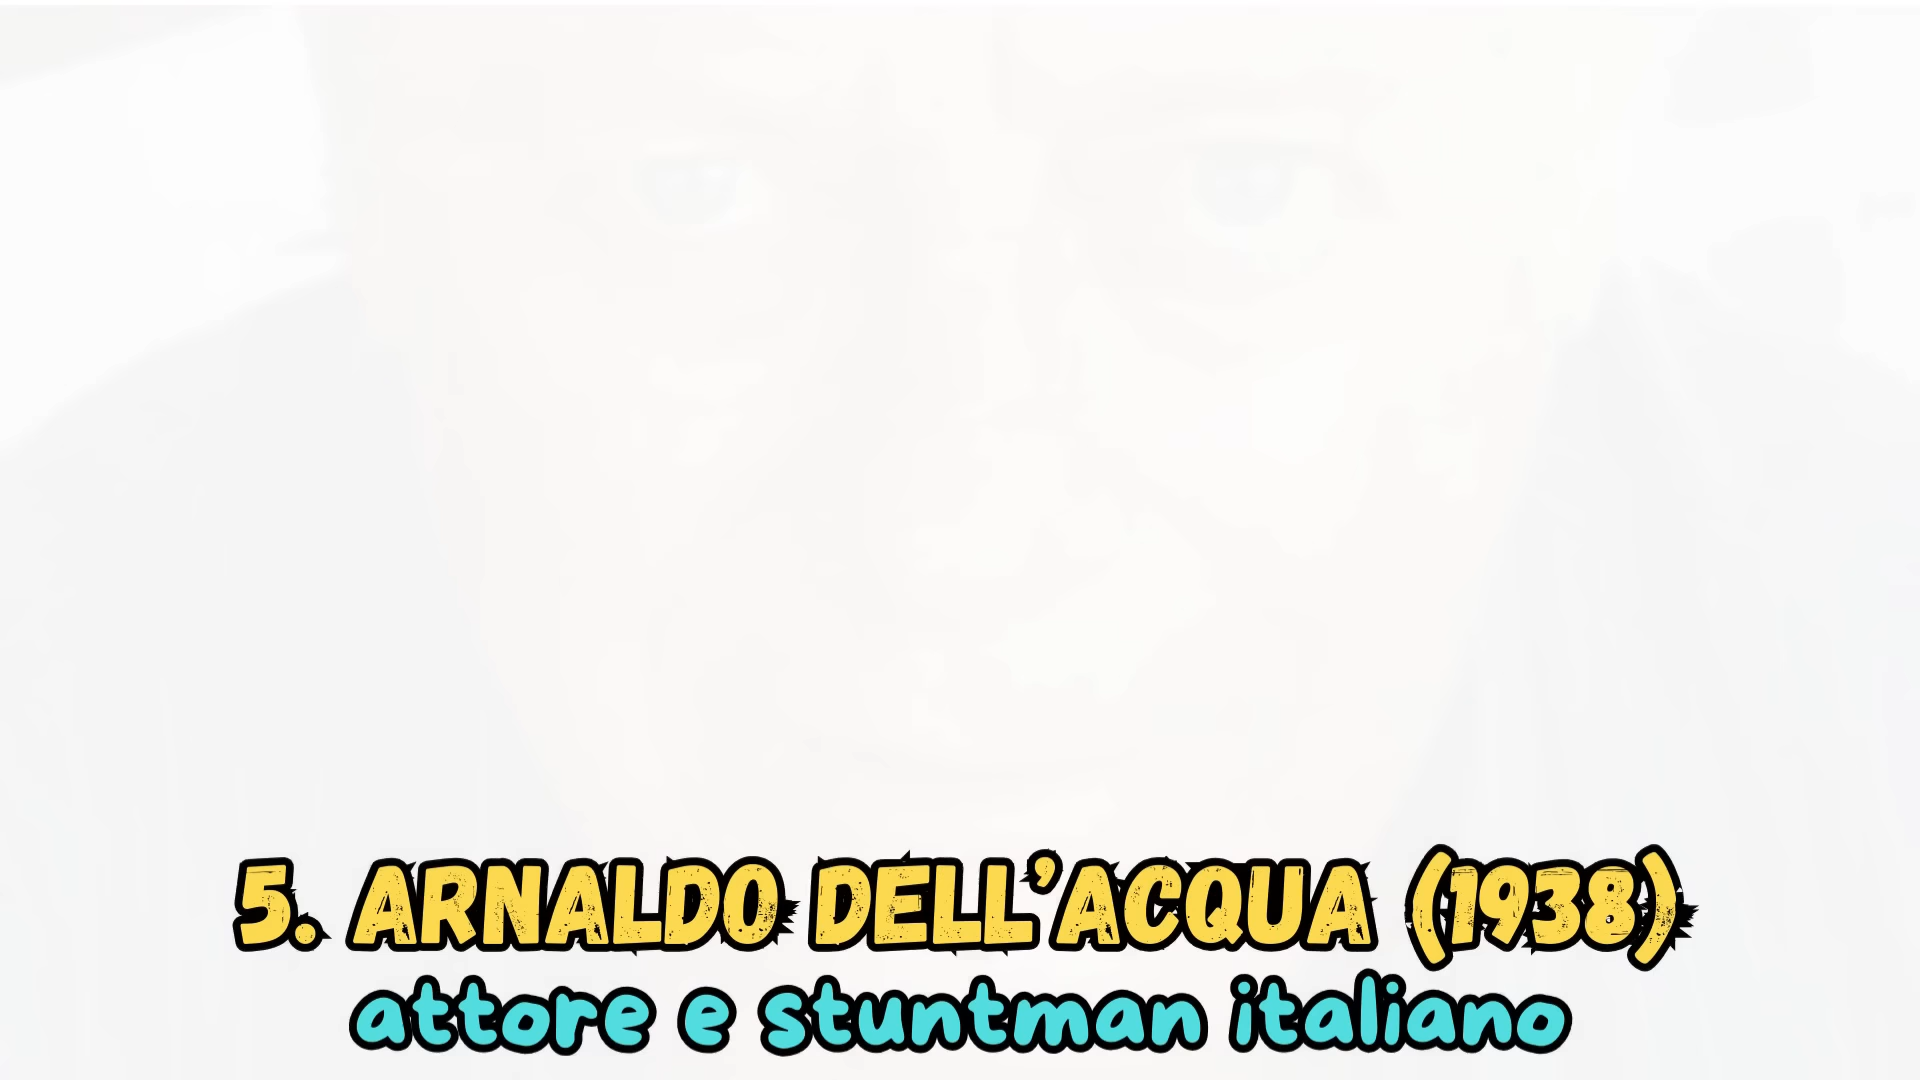 5. ARNALDO DELL’ACQUA (1938)
attore e stuntman italiano